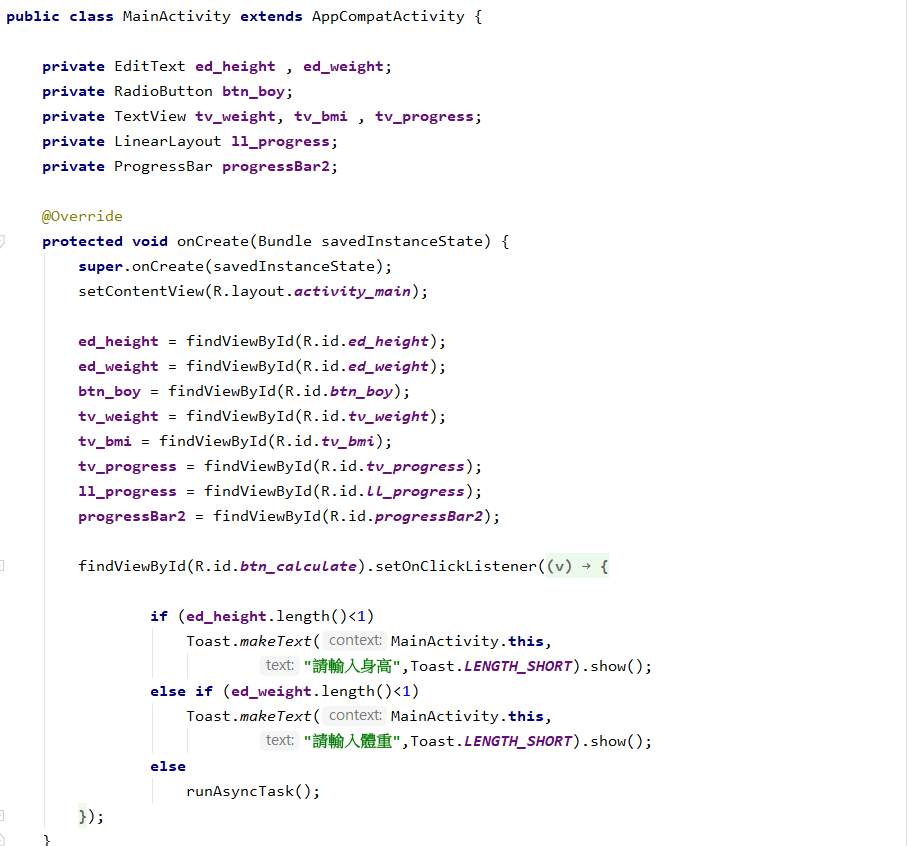 public class MainActivity extends AppCompatActivity {
private EditText ed_height , ed_weight;
private RadioButton btn_boy;
private TextView tv_weight, tv_bmi , tv_progress;
private LinearLayout ll_progress;
private ProgressBar progressBar2;
@Override
protected void onCreate(Bundle savedInstanceState) {
super.onCreate(savedInstanceState);
setContentView(R.layout.activity_main);
ed_height = findViewById(R.id.ed_height);
ed_weight = findViewById(R.id.ed_weight);
btn_boy = findViewById(R.id.btn_boy);
tv_weight = findViewById(R.id.tv_weight);
tv_bmi = findViewById(R.id.tv_bmi);
tv_progress = findViewById(R.id.tv_progress);
ll_progress = findViewById(R.id.ll_progress);
progressBar2 = findViewById(R.id.progressBar2);
findViewById(R.id.btn_calculate).setOnClickListener((v) → {
if (ed_height.length()<1)
Toast.makeText( context: MainActivity.this,
text: "請輸入身高",Toast.LENGTH_SHORT).show();
else if (ed_weight.length()<1)
Toast.makeText( context: MainActivity.this,
text: "請輸入體重",Toast.LENGTH_SHORT).show();
else
runAsyncTask();
});
}